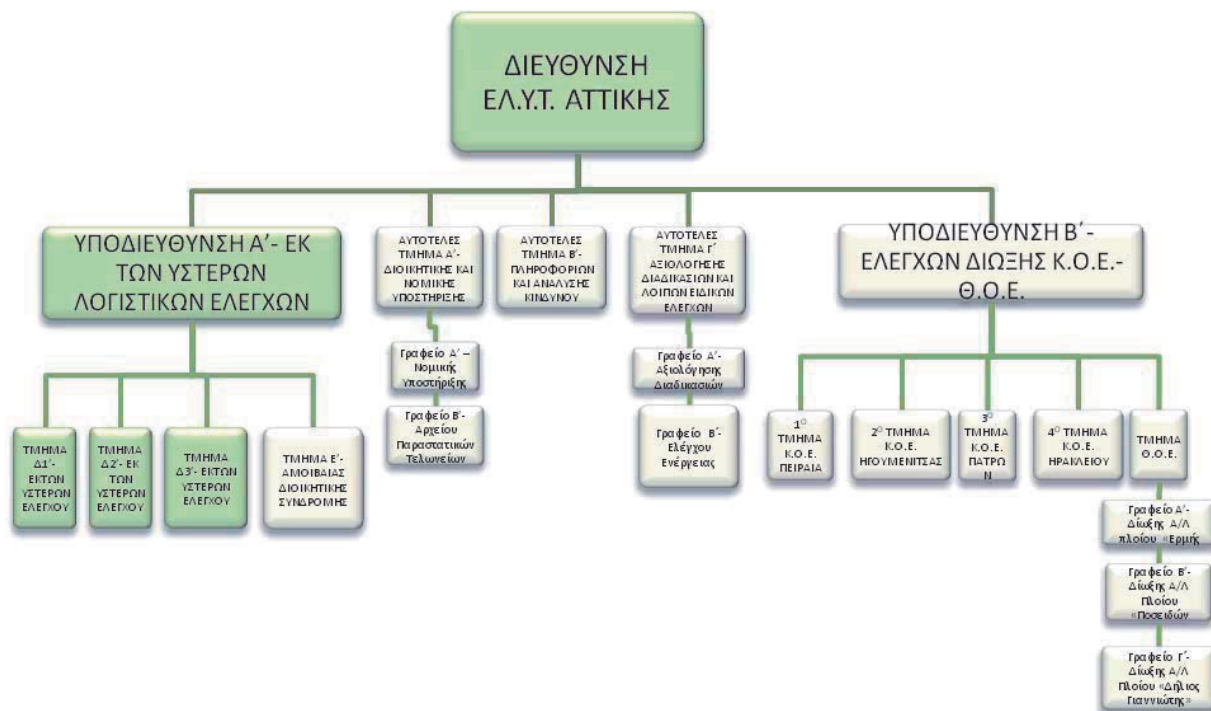 ΔΙΕΥΘΥΝΣΗ
ΕΛ.Υ.Τ. ΑΤΤΙΚΗΣ
ΥΠΟΔΙΕΥΘΥΝΣΗ Α΄- ΕΚ
ΤΩΝ ΥΣΤΕΡΩΝ
ΛΟΓΙΣΤΙΚΩΝ ΕΛΕΓΧΩΝ
ΑΥΤΟΤΕΛΕΣ
ΤΜΗΜΑ Α΄-
ΔΙΟΙΚΗΤΙΚΗΣ ΚΑΙ
ΝΟΜΙΚΗΣ
ΥΠΟΣΤΗΡΙΞΗΣ
ΑΥΤΟΤΕΛΕΣ
ΤΜΗΜΑ Β΄-
ΠΛΗΡΟΦΟΡΙΩΝ
ΚΑΙ ΑΝΑΛΥΣΗΣ
ΚΙΝΔΥΝΟΥ
ΑΥΤΟΤΕΛΕΣ
ΤΜΗΜΑ Γ΄
ΑΞΙΟΛΟΓΗΣΗΣ
ΔΙΑΔΙΚΑΣΙΩΝ ΚΑΙ
ΛΟΙΠΩΝ ΕΙΔΙΚΩΝ
ΕΛΕΓΧΩΝ
ΥΠΟΔΙΕΥΘΥΝΣΗ Β΄-
ΕΛΕΓΧΩΝ ΔΙΩΞΗΣ Κ.Ο.Ε.-
Θ.Ο.Ε.
Γραφείο Α΄ –
Νομικής
Υποστήριξης
Γραφείο Β΄-
Αρχείου
Παραστατικών
Τελωνείων
Γραφείο Α΄-
Αξιολόγησης
Διαδικασιών
Γραφείο Β΄-
Ελέγχου
Ενέργειας
ΤΜΗΜΑ
Δ1΄-
ΕΚΤΩΝ
ΥΣΤΕΡΩΝ
ΕΛΕΓΧΟΥ
ΤΜΗΜΑ
Δ2΄- ΕΚ
ΤΩΝ
ΥΣΤΕΡΩΝ
ΕΛΕΓΧΟΥ
ΤΜΗΜΑ
Δ3΄- ΕΚΤΩΝ
ΥΣΤΕΡΩΝ
ΕΛΕΓΧΟΥ
ΤΜΗΜΑ Ε΄-
ΑΜΟΙΒΑΙΑΣ
ΔΙΟΙΚΗΤΙΚΗΣ
ΣΥΝΔΡΟΜΗΣ
1Ο
ΤΜΗΜΑ
Κ.Ο.Ε.
ΠΕΙΡΑΙΑ
2Ο ΤΜΗΜΑ
Κ.Ο.Ε.
ΗΓΟΥΜΕΝΙΤΣΑΣ
3Ο
ΤΜΗΜΑ
Κ.Ο.Ε.
ΠΑΤΡΩ
Ν
4Ο ΤΜΗΜΑ
Κ.Ο.Ε.
ΗΡΑΚΛΕΙΟΥ
ΤΜΗΜΑ
Θ.Ο.Ε.
Γραφείο Α΄-
Δίωξης Α/Λ
πλοίου «Ερμής
Γραφείο Β΄-
Δίωξης Α/Λ
Πλοίου
«Ποσειδών
Γραφείο Γ΄-
Δίωξης Α/Λ
Πλοίου «Δήλιος
Γιαννιώτης»